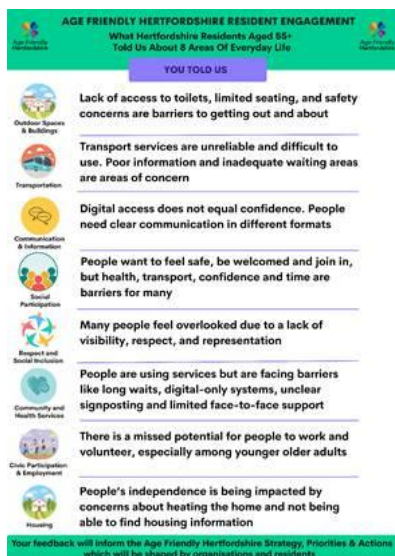 AGE FRIENDLY HERTFORDSHIRE RESIDENT ENGAGEMENT
What Hertfordshire Residents Aged 55+
Told Us About 8 Areas Of Everyday Life
Age Friendly
Hertfordshire
Age Friendly
Hertfordshire
YOU TOLD US
Outdoor Spaces
& Buildings
Lack of access to toilets, limited seating, and safety
concerns are barriers to getting out and about
Transportation
Transport services are unreliable and difficult to
use. Poor information and inadequate waiting areas
are areas of concern
Communication
& Information
Digital access does not equal confidence. People
need clear communication in different formats
Social
Participation
People want to feel safe, be welcomed and join in,
but health, transport, confidence and time are
barriers for many
Respect and
Social Inclusion
Many people feel overlooked due to a lack of
visibility, respect, and representation
Community and
Health Services
People are using services but are facing barriers
like long waits, digital-only systems, unclear
signposting and limited face-to-face support
Civic Participation
& Employment
There is a missed potential for people to work and
volunteer, especially among younger older adults
Housing
People's independence is being impacted by
concerns about heating the home and not being
able to find housing information
Your feedback will inform the Age Friendly Hertfordshire Strategy, Priorities & Actions
which will be shaped by organisations and residents